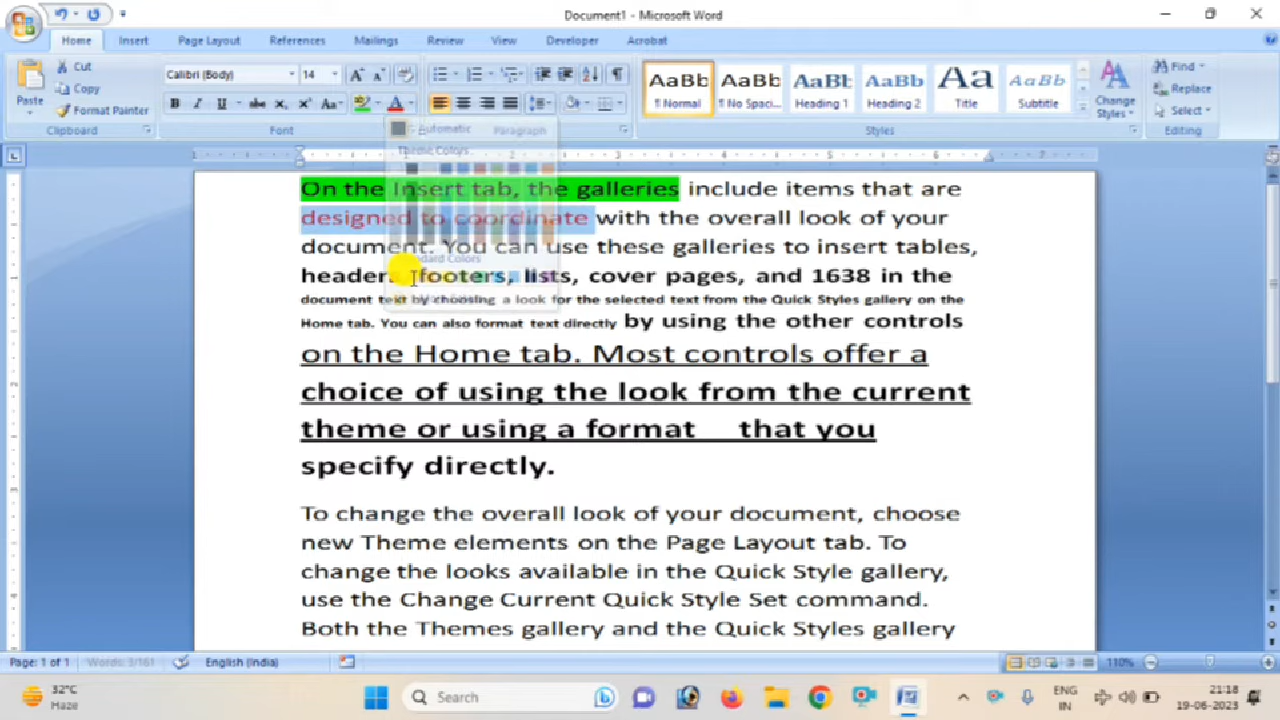 Document1 - Microsoft Word
Home Insert Page Layout References Mailings Review View Developer Acrobat
Paste
Cut
Copy
Format Painter
Clipboard
Calibri (Body) 14
Font
Paragraph
AaBb AaBb AaBb AaBb Aa AaBb
¶ Normal ¶ No Spaci... Heading 1 Heading 2 Title Subtitle
Change Styles
Styles
Find
Replace
Select
Editing
Automatic
Theme Colors
On the Insert tab, the galleries include items that are
designed to coordinate with the overall look of your
document. You can use these galleries to insert tables,
footers, lists, cover pages, and 1638 in the
document text by choosing a look for the selected text from the Quick Styles gallery on the
Home tab. You can also format text directly by using the other controls
on the Home tab. Most controls offer a
choice of using the look from the current
theme or using a format that you
specify directly.
To change the overall look of your document, choose
new Theme elements on the Page Layout tab. To
change the looks available in the Quick Style gallery,
use the Change Current Quick Style Set command.
Both the Themes gallery and the Quick Styles gallery
Page: 1 of 1 Words: 3/161 English (India) 110%
32°C
Haze
Search
ENG
IN
21:18
19-06-2023